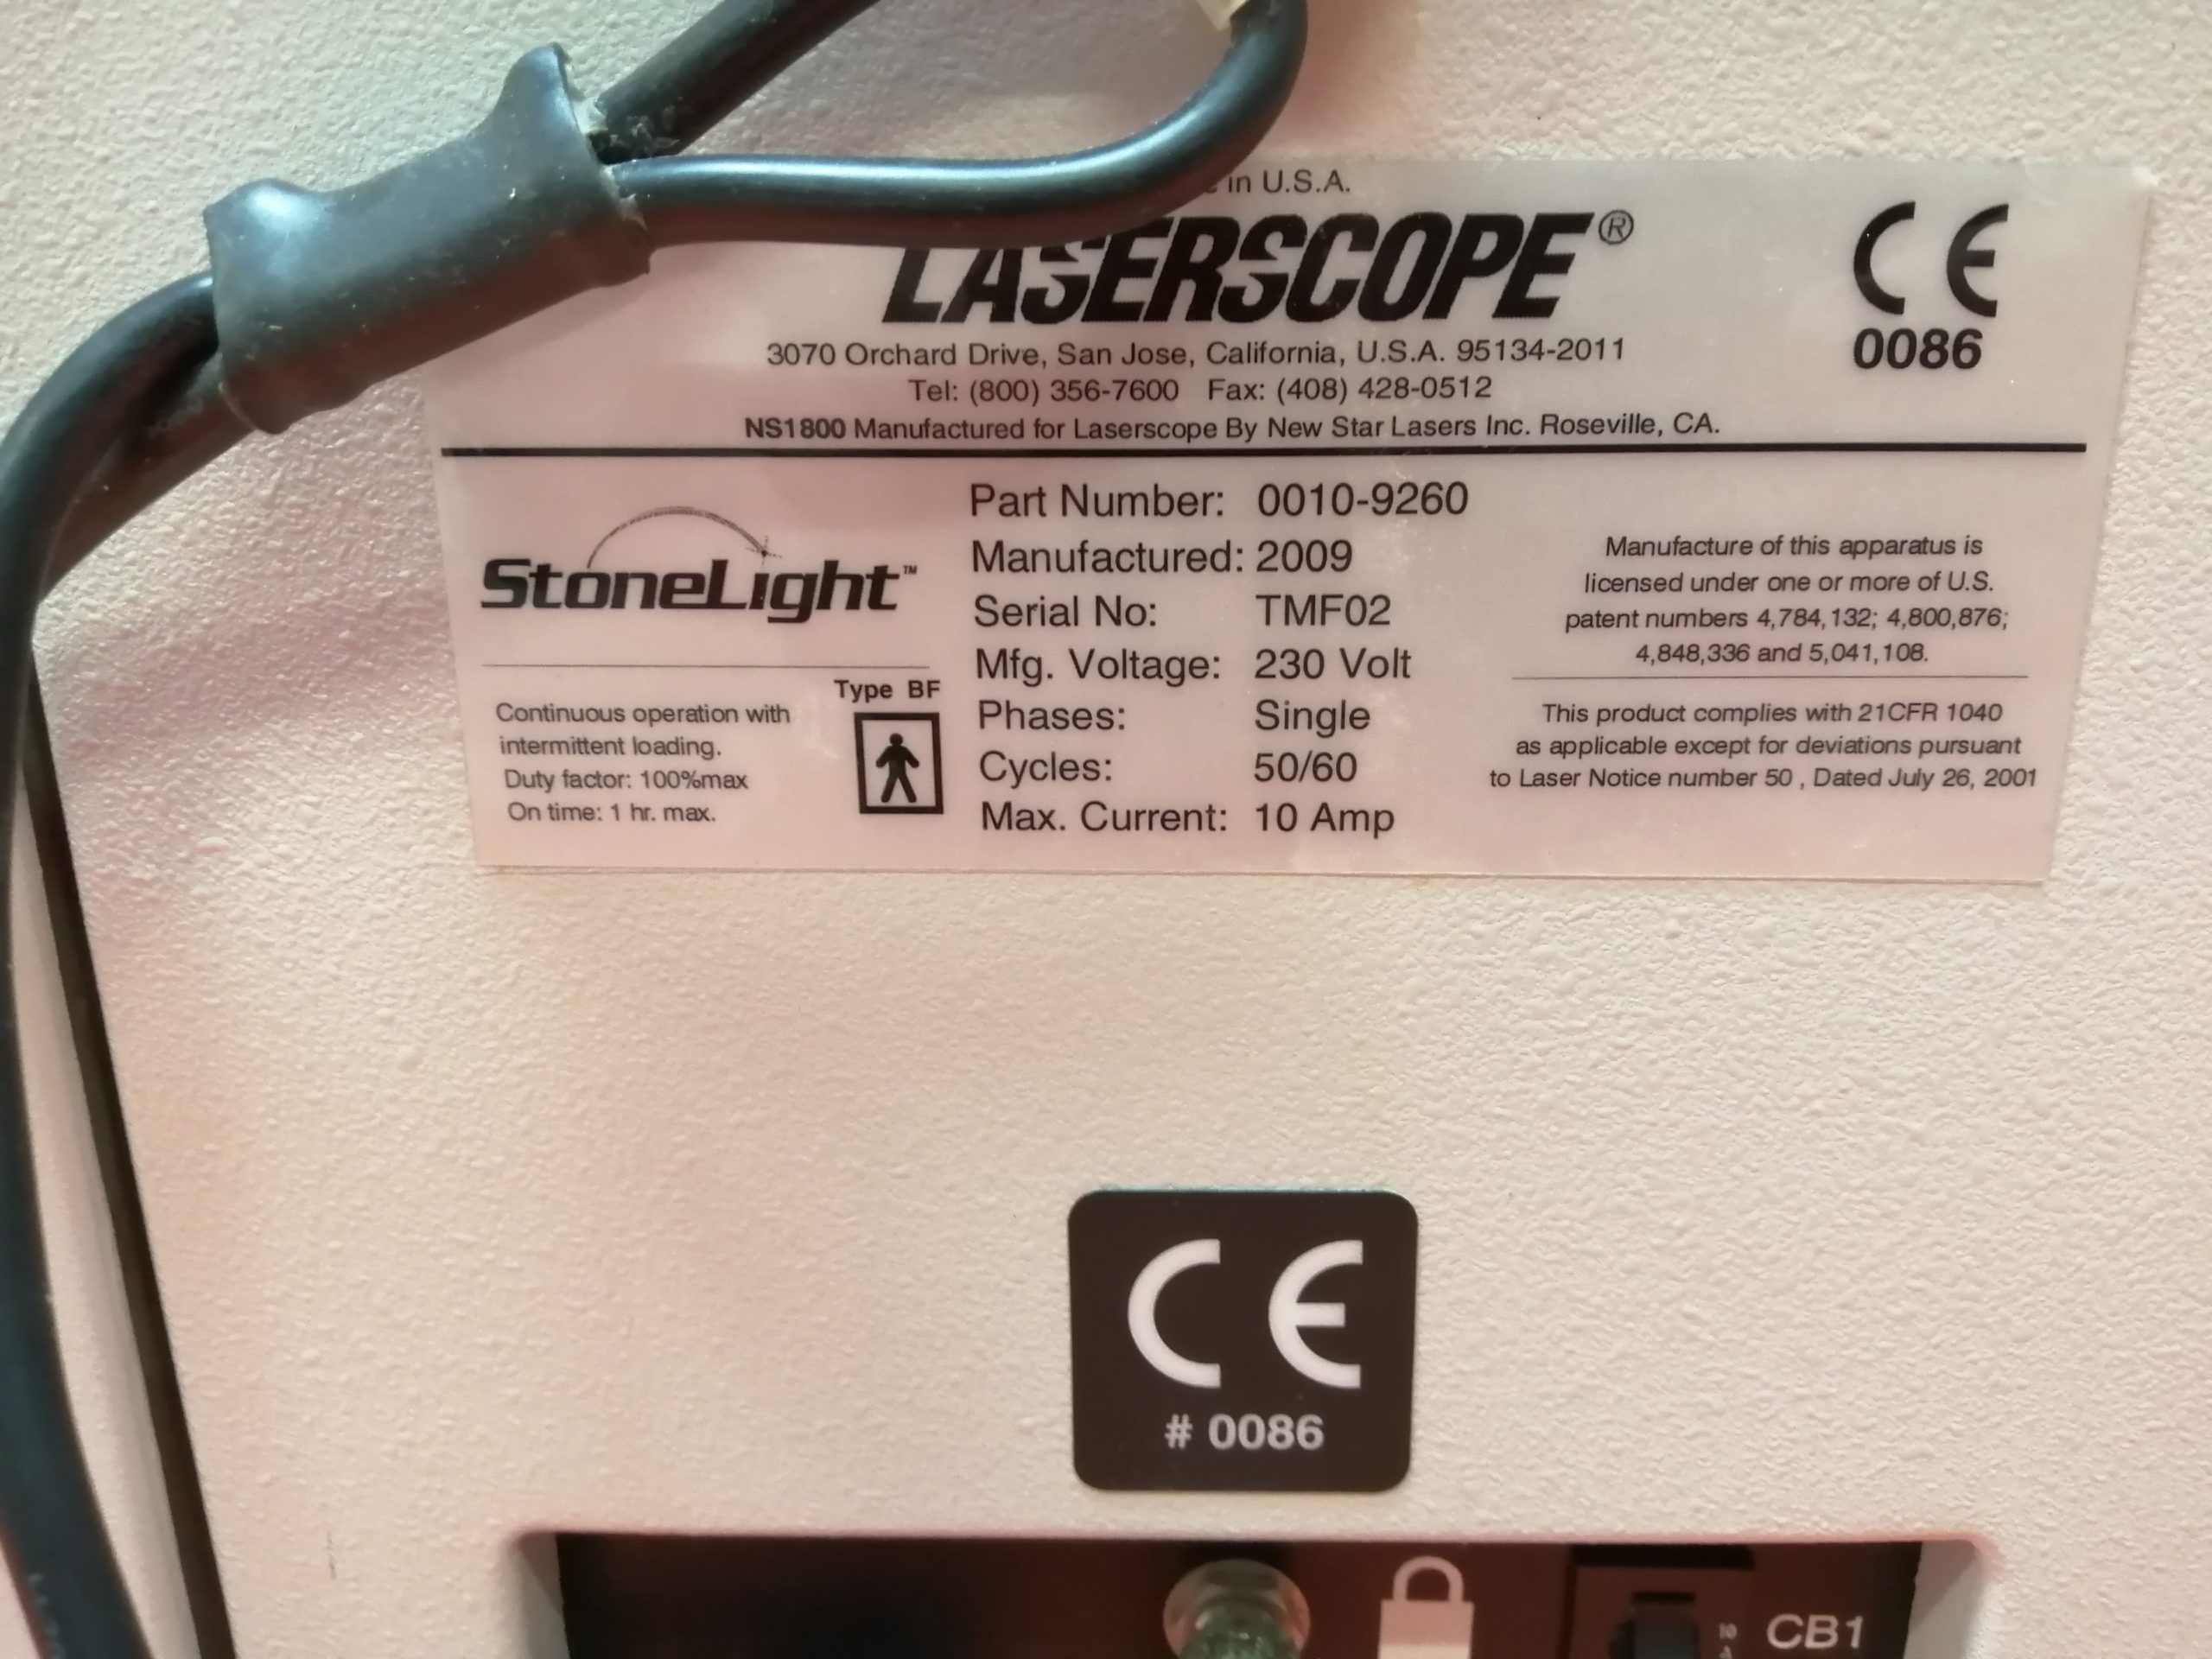 in U.S.A.
LASERSCOPE®
CE
0086
3070 Orchard Drive, San Jose, California, U.S.A. 95134-2011
Tel: (800) 356-7600 Fax: (408) 428-0512
NS1800 Manufactured for Laserscope By New Star Lasers Inc. Roseville, CA.
StoneLight™
Continuous operation with
intermittent loading.
Duty factor: 100%max
On time: 1 hr. max.
Type BF
Part Number: 0010-9260
Manufactured: 2009
Serial No: TMF02
Mfg. Voltage: 230 Volt
Phases: Single
Cycles: 50/60
Max. Current: 10 Amp
Manufacture of this apparatus is
licensed under one or more of U.S.
patent numbers 4,784,132; 4,800,876;
4,848,336 and 5,041,108.
This product complies with 21CFR 1040
as applicable except for deviations pursuant
to Laser Notice number 50 , Dated July 26, 2001
CE
# 0086
10
CB1